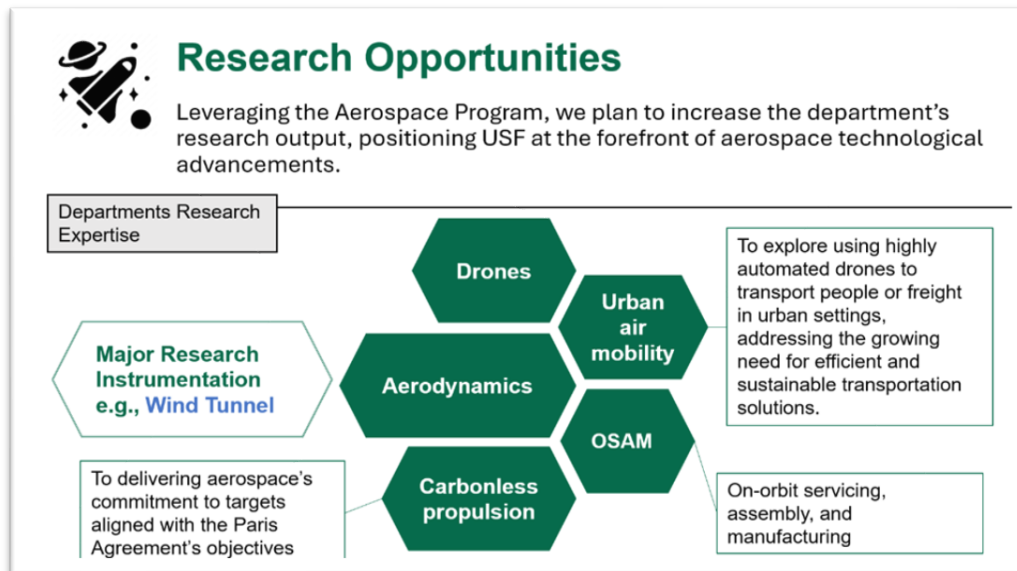 Research Opportunities
Leveraging the Aerospace Program, we plan to increase the department's
research output, positioning USF at the forefront of aerospace technological
advancements.
Departments Research
Expertise
Drones
Urban
air
mobility
To explore using highly
automated drones to
transport people or freight
in urban settings,
addressing the growing
need for efficient and
sustainable transportation
solutions.
Major Research
Instrumentation
e.g., Wind Tunnel
Aerodynamics
OSAM
Carbonless
propulsion
To delivering aerospace's
commitment to targets
aligned with the Paris
Agreement's objectives
On-orbit servicing,
assembly, and
manufacturing